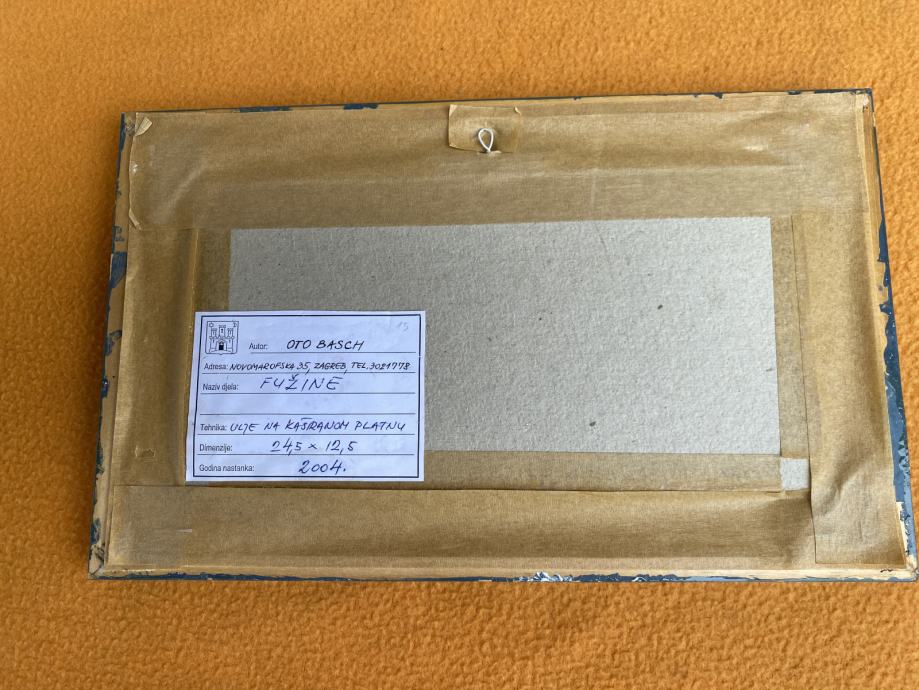 15
Autor: OTO BASCH
Adresa: NOVOMAROFSKA 35, ZAGREB, TEL. 3021778
Naziv djela: FUŽINE
Tehnika: ULJE NA KAŠIRANOM PLATNU
Dimenzije: 24,5 x 12,5
Godina nastanka: 2004.